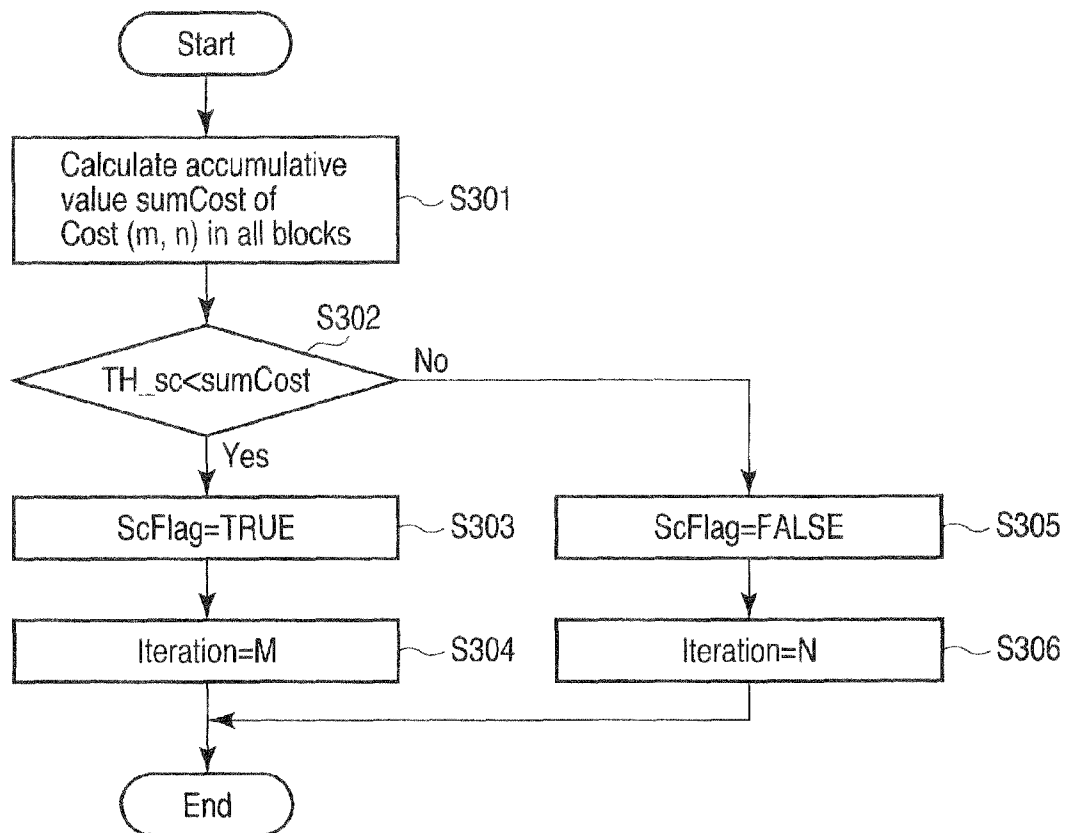 Start
Calculate accumulative
value sumCost of
Cost (m, n) in all blocks
S301
S302
TH_sc<sumCost
No
Yes
ScFlag=TRUE
S303
ScFlag=FALSE
S305
Iteration=M
S304
Iteration=N
S306
End